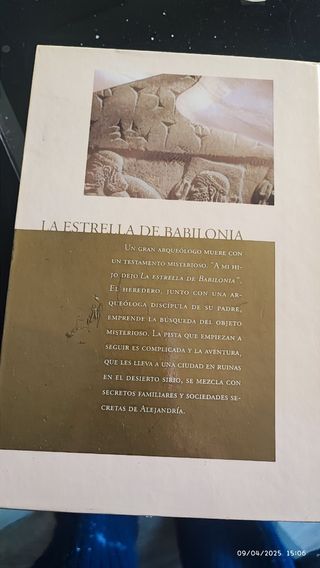 LA ESTRELLA DE BABILONIA
Un gran arqueólogo muere con
un testamento misterioso. "A mi hi-
jo dejo La estrella de Babilonia".
El heredero, junto con una ar-
queóloga discípula de su padre,
emprende la búsqueda del objeto
misterioso. La pista que empiezan a
seguir es complicada y la aventura,
que les lleva a una ciudad en ruinas
en el desierto sirio, se mezcla con
secretos familiares y sociedades se-
cretas de Alejandría.
09/04/2025 15:06